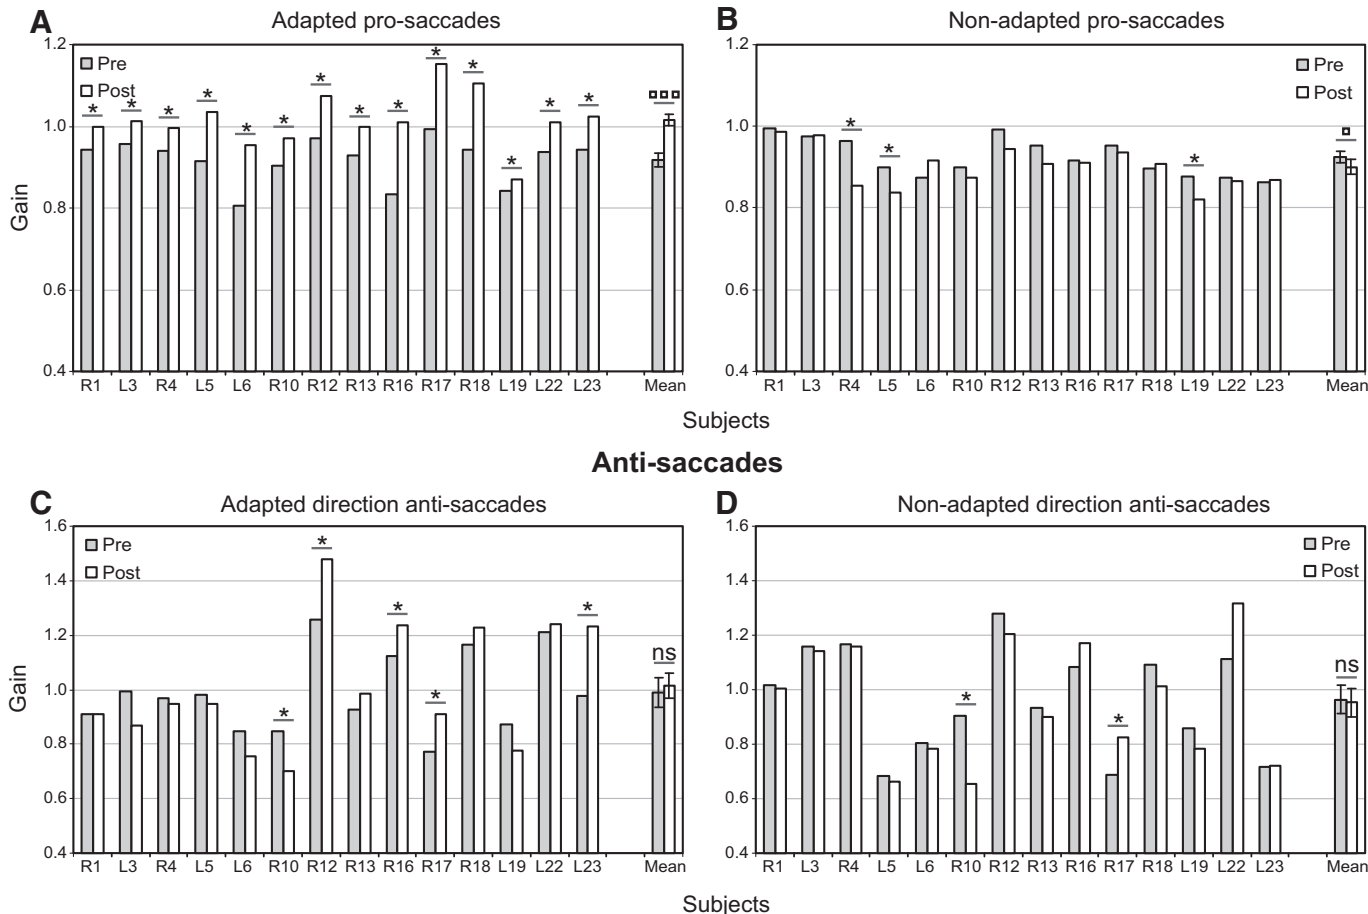 A Adapted pro-saccades
Pre
Post
Gain
1.2
1.0
0.8
0.6
0.4
* * * * * * * * * * * * * *
R1 L3 R4 L5 L6 R10 R12 R13 R16 R17 R18 L19 L22 L23 Mean
B Non-adapted pro-saccades
Pre
Post
1.2
1.0
0.8
0.6
0.4
* * *
R1 L3 R4 L5 L6 R10 R12 R13 R16 R17 R18 L19 L22 L23 Mean
Subjects
Anti-saccades
C Adapted direction anti-saccades
Pre
Post
Gain
1.6
1.4
1.2
1.0
0.8
0.6
0.4
* * * * *
ns
R1 L3 R4 L5 L6 R10 R12 R13 R16 R17 R18 L19 L22 L23 Mean
D Non-adapted direction anti-saccades
Pre
Post
1.6
1.4
1.2
1.0
0.8
0.6
0.4
* *
ns
R1 L3 R4 L5 L6 R10 R12 R13 R16 R17 R18 L19 L22 L23 Mean
Subjects